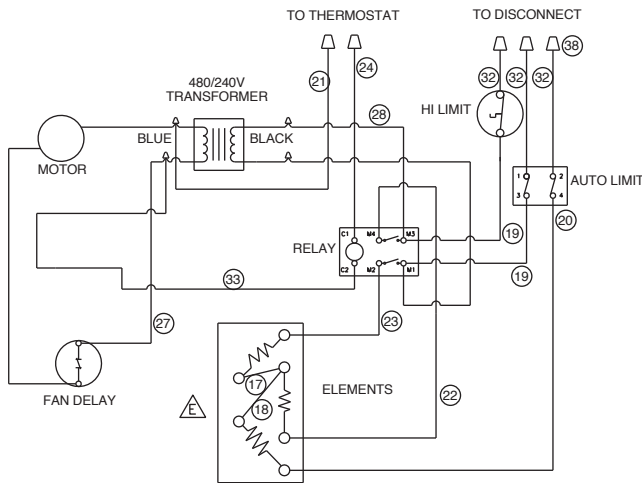 TO THERMOSTAT
TO DISCONNECT
38
24
21
32 32 32
480/240V
TRANSFORMER
28
HI LIMIT
BLUE
BLACK
MOTOR
1 2
AUTO LIMIT
3 4
20
C1 M4 M3
19
RELAY
C2 M2 M1
19
33
27
23
17
ELEMENTS
22
18
FAN DELAY
E